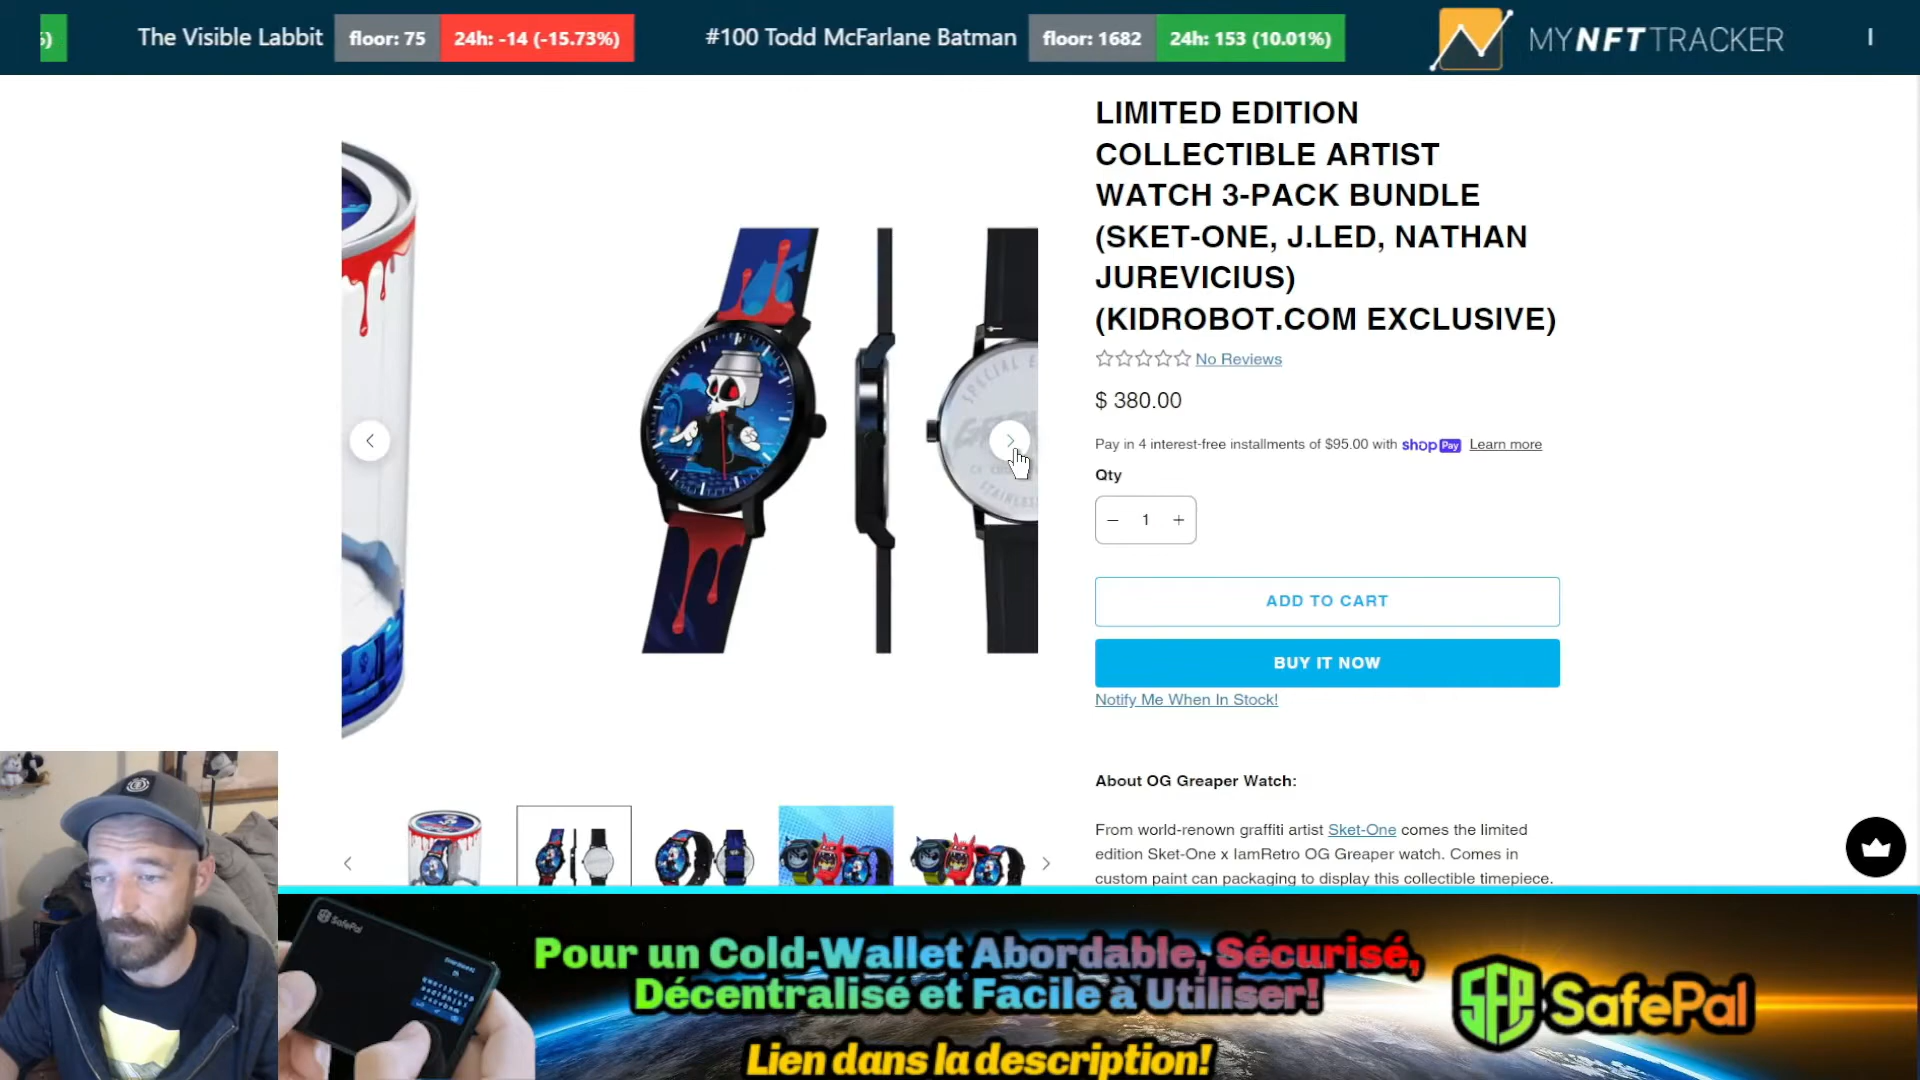 The Visible Labbit floor: 75 24h: -14 (-15.73%) #100 Todd McFarlane Batman floor: 1682 24h: 153 (10.01%) MYNFTTRACKER
LIMITED EDITION
COLLECTIBLE ARTIST
WATCH 3-PACK BUNDLE
(SKET-ONE, J.LED, NATHAN
JUREVICIUS)
(KIDROBOT.COM EXCLUSIVE)
No Reviews
$ 380.00
Pay in 4 interest-free installments of $95.00 with shop Pay Learn more
Qty
− 1 +
ADD TO CART
BUY IT NOW
Notify Me When In Stock!
About OG Greaper Watch:
From world-renown graffiti artist Sket-One comes the limited
edition Sket-One x IamRetro OG Greaper watch. Comes in
custom paint can packaging to display this collectible timepiece.
SafePal
Pour un Cold-Wallet Abordable, Sécurisé,
Décentralisé et Facile à Utiliser!
Lien dans la description!
SFP SafePal